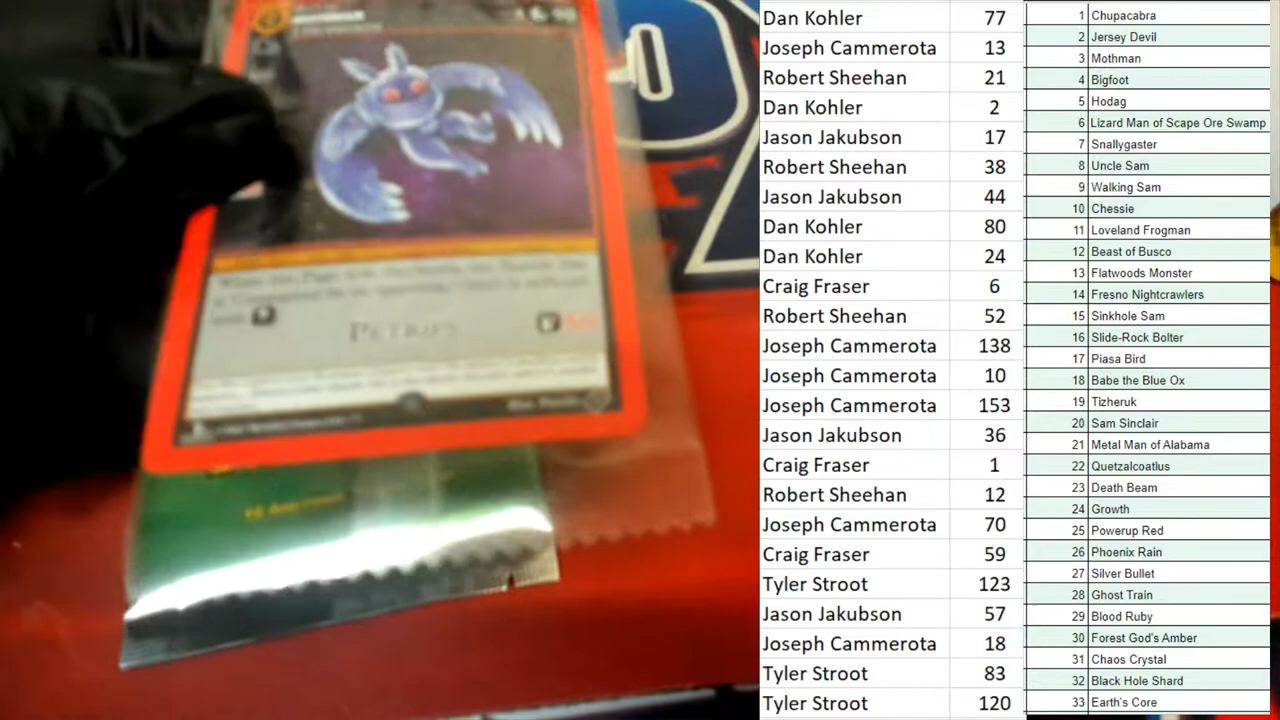 MOTHMAN
Dan Kohler 77
Joseph Cammerota 13
Robert Sheehan 21
Dan Kohler 2
Jason Jakubson 17
Robert Sheehan 38
Jason Jakubson 44
Dan Kohler 80
Dan Kohler 24
Craig Fraser 6
Robert Sheehan 52
Joseph Cammerota 138
Joseph Cammerota 10
Joseph Cammerota 153
Jason Jakubson 36
Craig Fraser 1
Robert Sheehan 12
Joseph Cammerota 70
Craig Fraser 59
Tyler Stroot 123
Jason Jakubson 57
Joseph Cammerota 18
Tyler Stroot 83
Tyler Stroot 120
1 Chupacabra
2 Jersey Devil
3 Mothman
4 Bigfoot
5 Hodag
6 Lizard Man of Scape Ore Swamp
7 Snallygaster
8 Uncle Sam
9 Walking Sam
10 Chessie
11 Loveland Frogman
12 Beast of Busco
13 Flatwoods Monster
14 Fresno Nightcrawlers
15 Sinkhole Sam
16 Slide-Rock Bolter
17 Piasa Bird
18 Babe the Blue Ox
19 Tizheruk
20 Sam Sinclair
21 Metal Man of Alabama
22 Quetzalcoatlus
23 Death Beam
24 Growth
25 Powerup Red
26 Phoenix Rain
27 Silver Bullet
28 Ghost Train
29 Blood Ruby
30 Forest God's Amber
31 Chaos Crystal
32 Black Hole Shard
33 Earth's Core